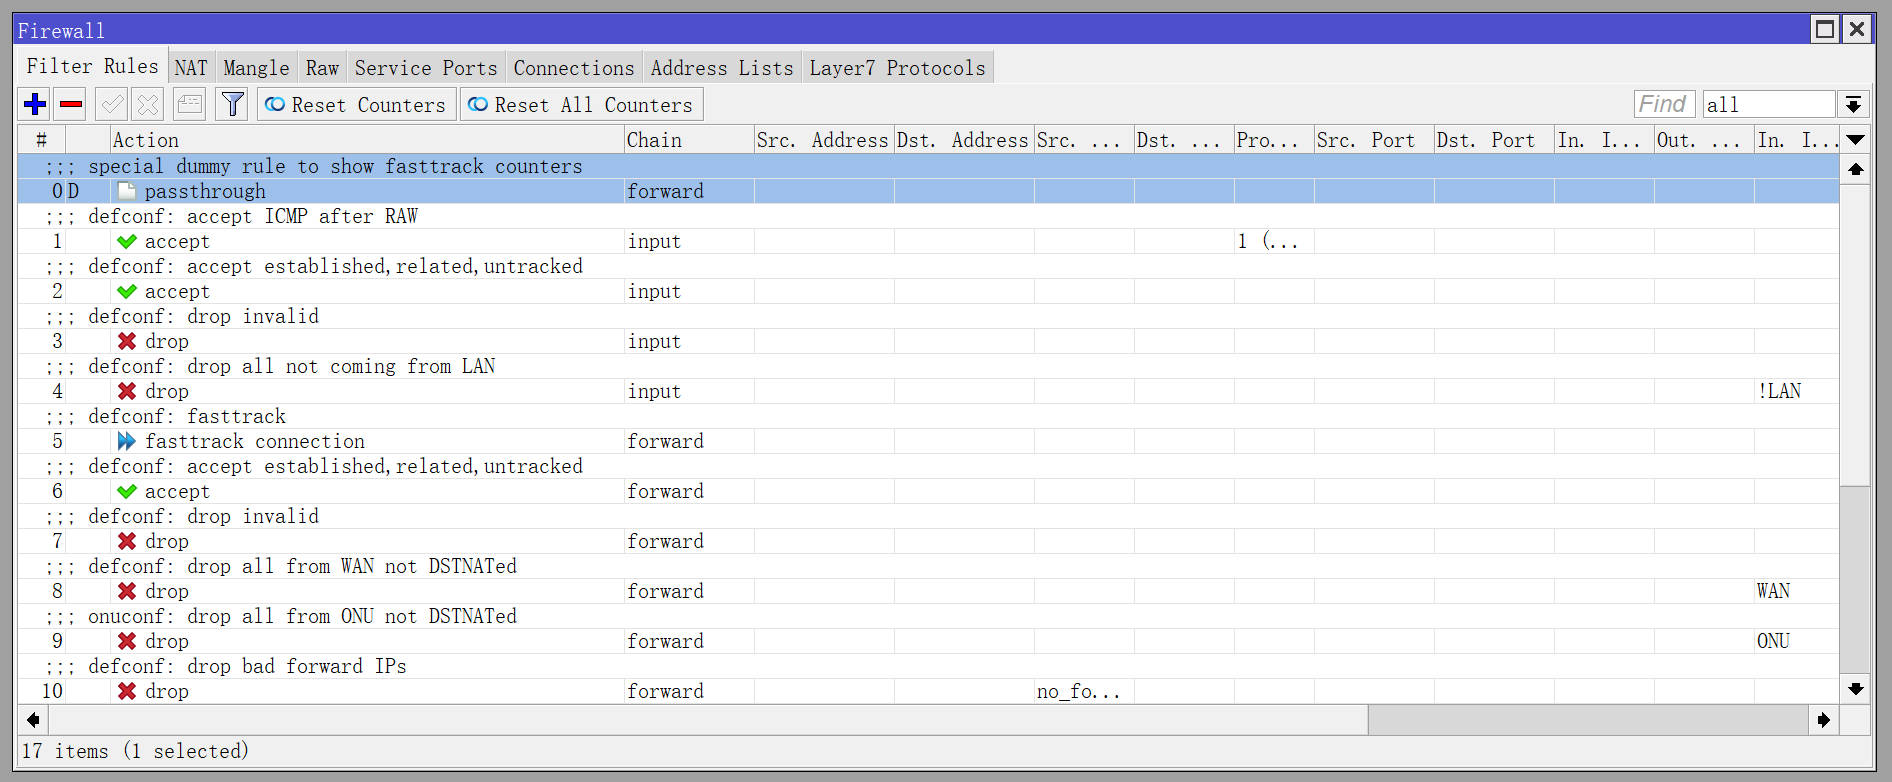 Firewall
Filter Rules NAT Mangle Raw Service Ports Connections Address Lists Layer7 Protocols
Reset Counters Reset All Counters Find all
# Action Chain Src. Address Dst. Address Src. ... Dst. ... Pro... Src. Port Dst. Port In. I... Out. ... In. I...
;;; special dummy rule to show fasttrack counters
0 D passthrough forward
;;; defconf: accept ICMP after RAW
1 accept input 1 (...
;;; defconf: accept established,related,untracked
2 accept input
;;; defconf: drop invalid
3 drop input
;;; defconf: drop all not coming from LAN
4 drop input !LAN
;;; defconf: fasttrack
5 fasttrack connection forward
;;; defconf: accept established,related,untracked
6 accept forward
;;; defconf: drop invalid
7 drop forward
;;; defconf: drop all from WAN not DSTNATed
8 drop forward WAN
;;; onuconf: drop all from ONU not DSTNATed
9 drop forward ONU
;;; defconf: drop bad forward IPs
10 drop forward no_fo...
17 items (1 selected)